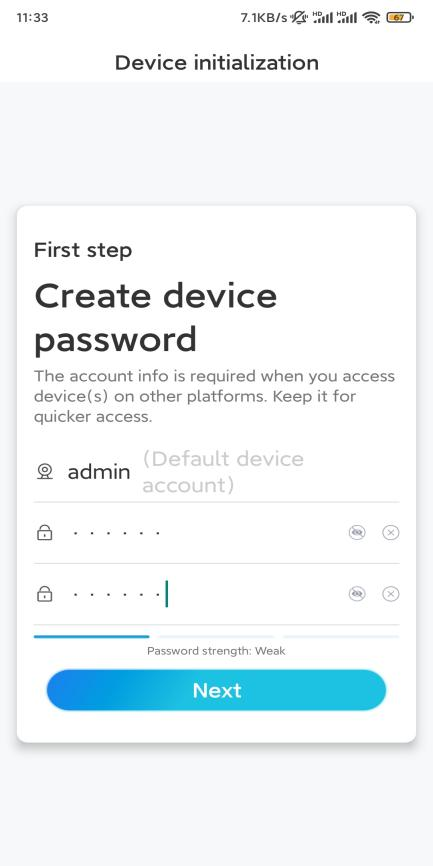 11:33
7.1KB/s HD HD 67
Device initialization
First step
Create device
password
The account info is required when you access
device(s) on other platforms. Keep it for
quicker access.
admin (Default device
account)
Password strength: Weak
Next